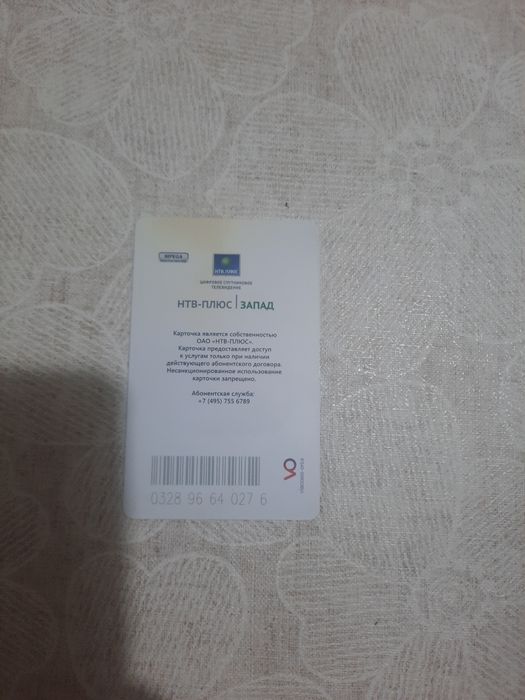 MPEG4
НТВ-ПЛЮС
ЦИФРОВОЕ СПУТНИКОВОЕ
ТЕЛЕВИДЕНИЕ
НТВ-ПЛЮС | ЗАПАД
Карточка является собственностью
ОАО «НТВ-ПЛЮС».
Карточка предоставляет доступ
к услугам только при наличии
действующего абонентского договора.
Несанкционированное использование
карточки запрещено.
Абонентская служба:
+7 (495) 755 6789
0328 96 64 027 6